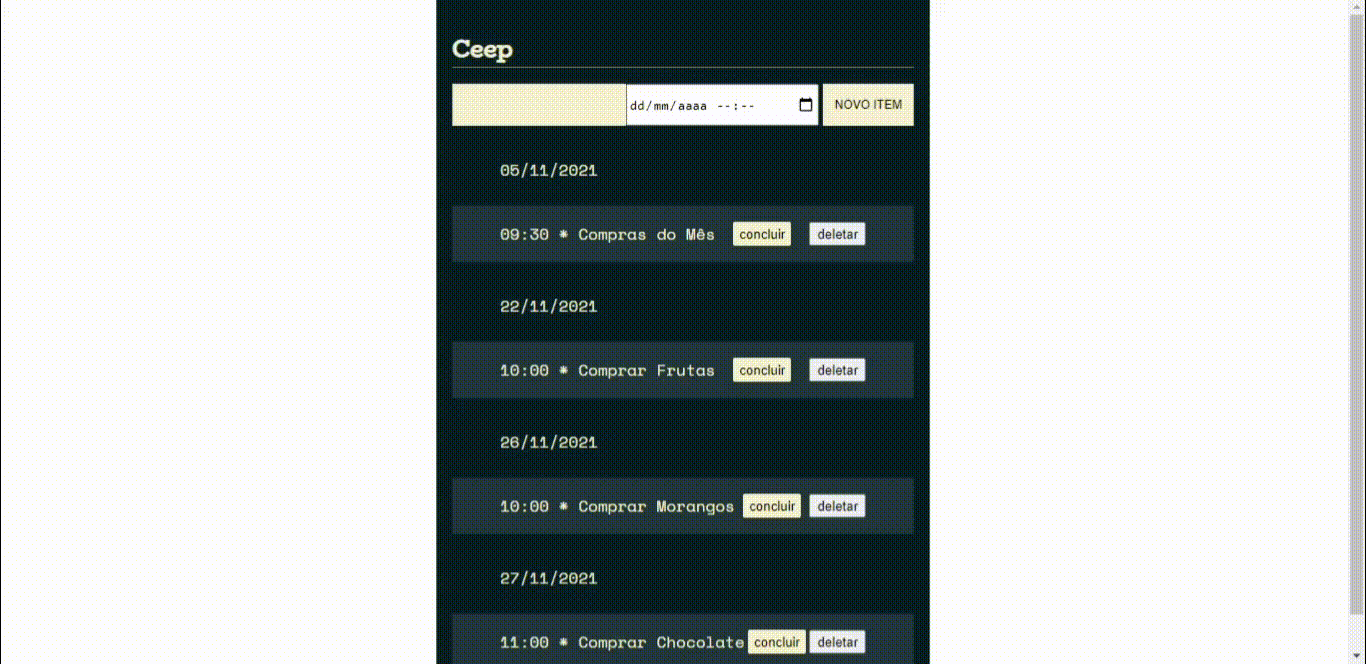 Ceep
dd/mm/aaaa --:-- NOVO ITEM
05/11/2021
09:30 * Compras do Mês concluir deletar
22/11/2021
10:00 * Comprar Frutas concluir deletar
26/11/2021
10:00 * Comprar Morangos concluir deletar
27/11/2021
11:00 * Comprar Chocolate concluir deletar